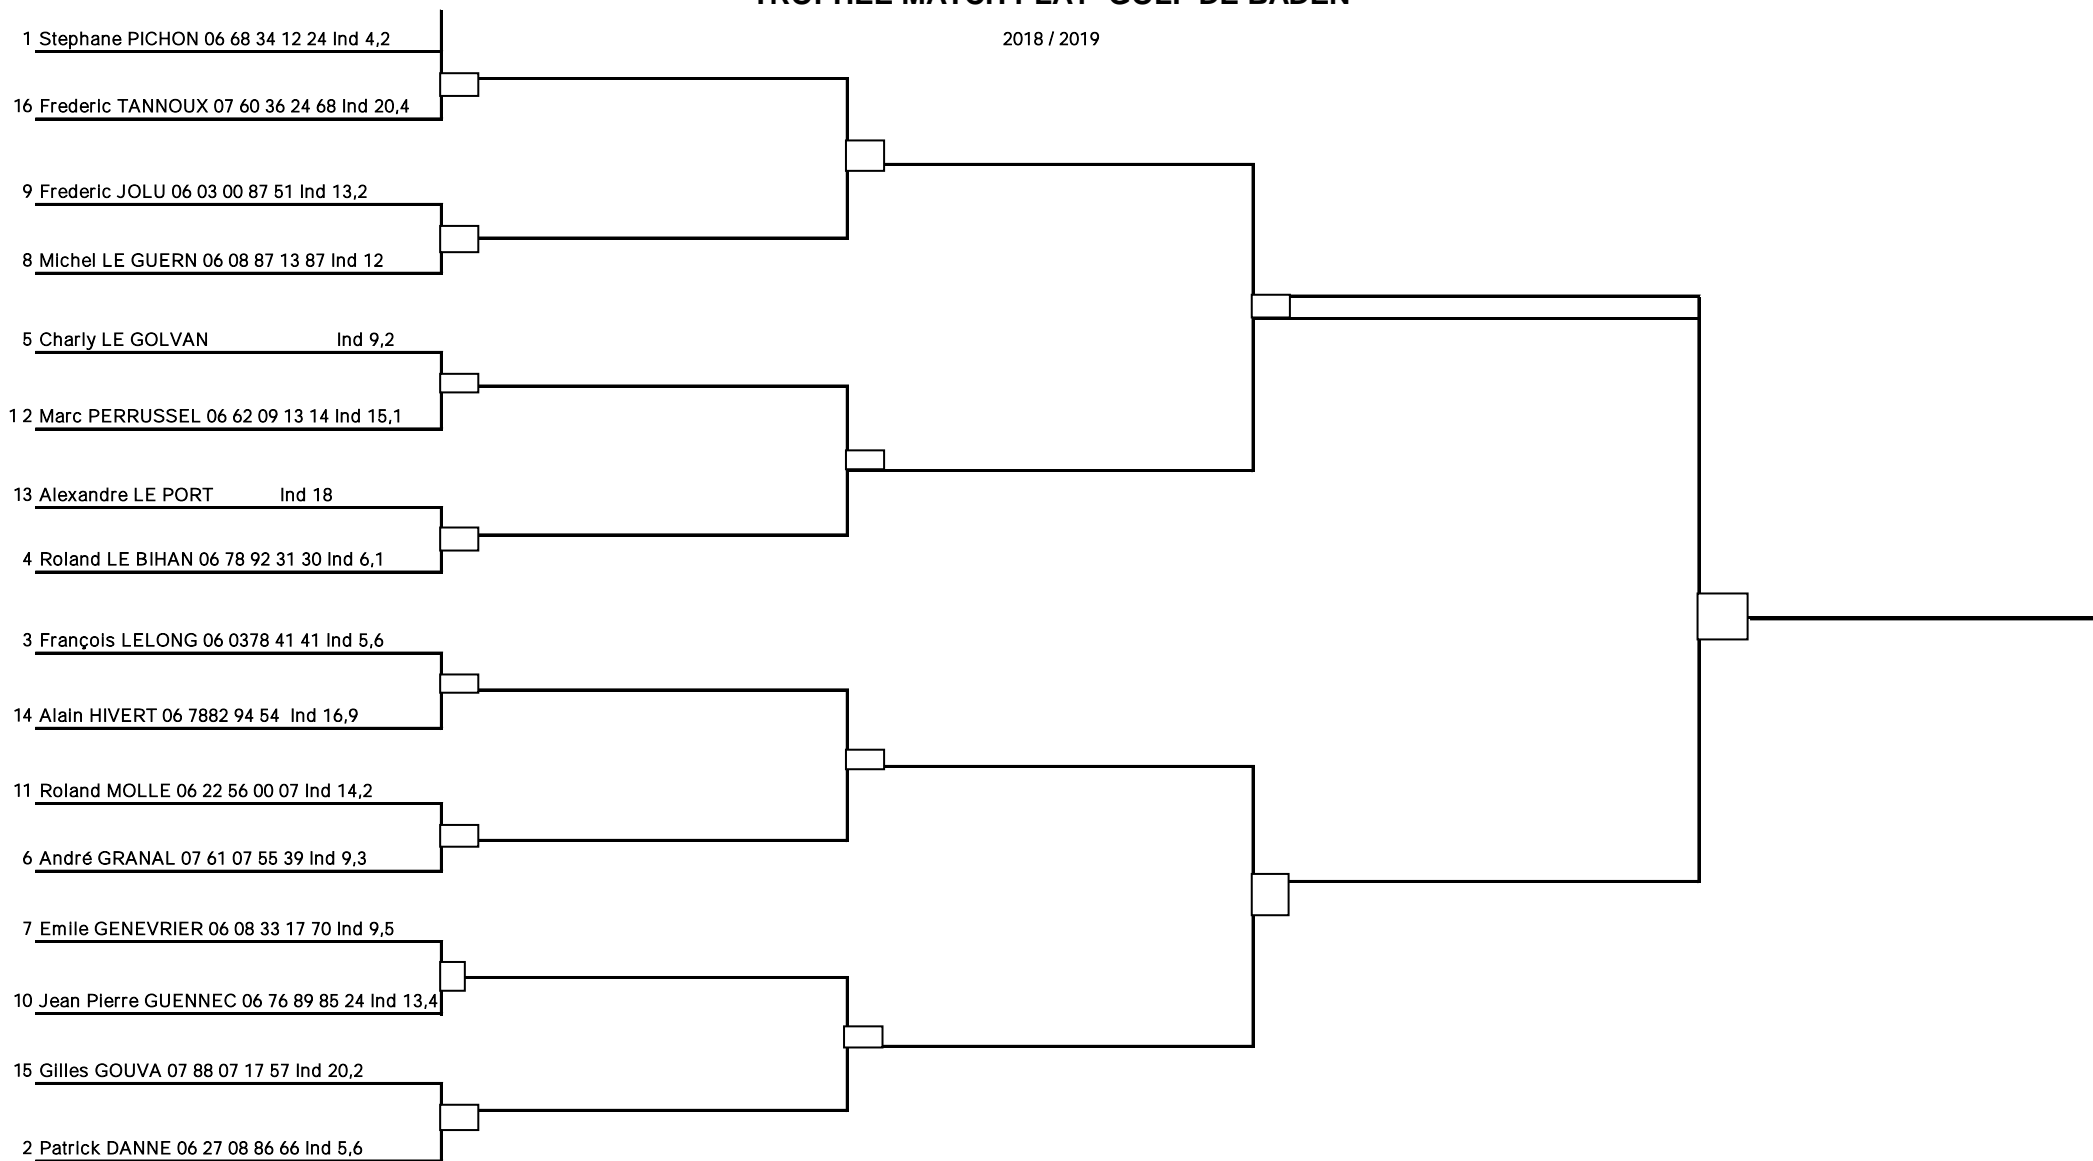 TROPHEE MATCH PLAY GOLF DE BADEN
2018 / 2019
1 Stephane PICHON 06 68 34 12 24 Ind 4,2
16 Frederic TANNOUX 07 60 36 24 68 Ind 20,4
9 Frederic JOLU 06 03 00 87 51 Ind 13,2
8 Michel LE GUERN 06 08 87 13 87 Ind 12
5 Charly LE GOLVAN Ind 9,2
1 2 Marc PERRUSSEL 06 62 09 13 14 Ind 15,1
13 Alexandre LE PORT Ind 18
4 Roland LE BIHAN 06 78 92 31 30 Ind 6,1
3 François LELONG 06 0378 41 41 Ind 5,6
14 Alain HIVERT 06 7882 94 54 Ind 16,9
11 Roland MOLLE 06 22 56 00 07 Ind 14,2
6 André GRANAL 07 61 07 55 39 Ind 9,3
7 Emile GENEVRIER 06 08 33 17 70 Ind 9,5
10 Jean Pierre GUENNEC 06 76 89 85 24 Ind 13,4
15 Gilles GOUVA 07 88 07 17 57 Ind 20,2
2 Patrick DANNE 06 27 08 86 66 Ind 5,6